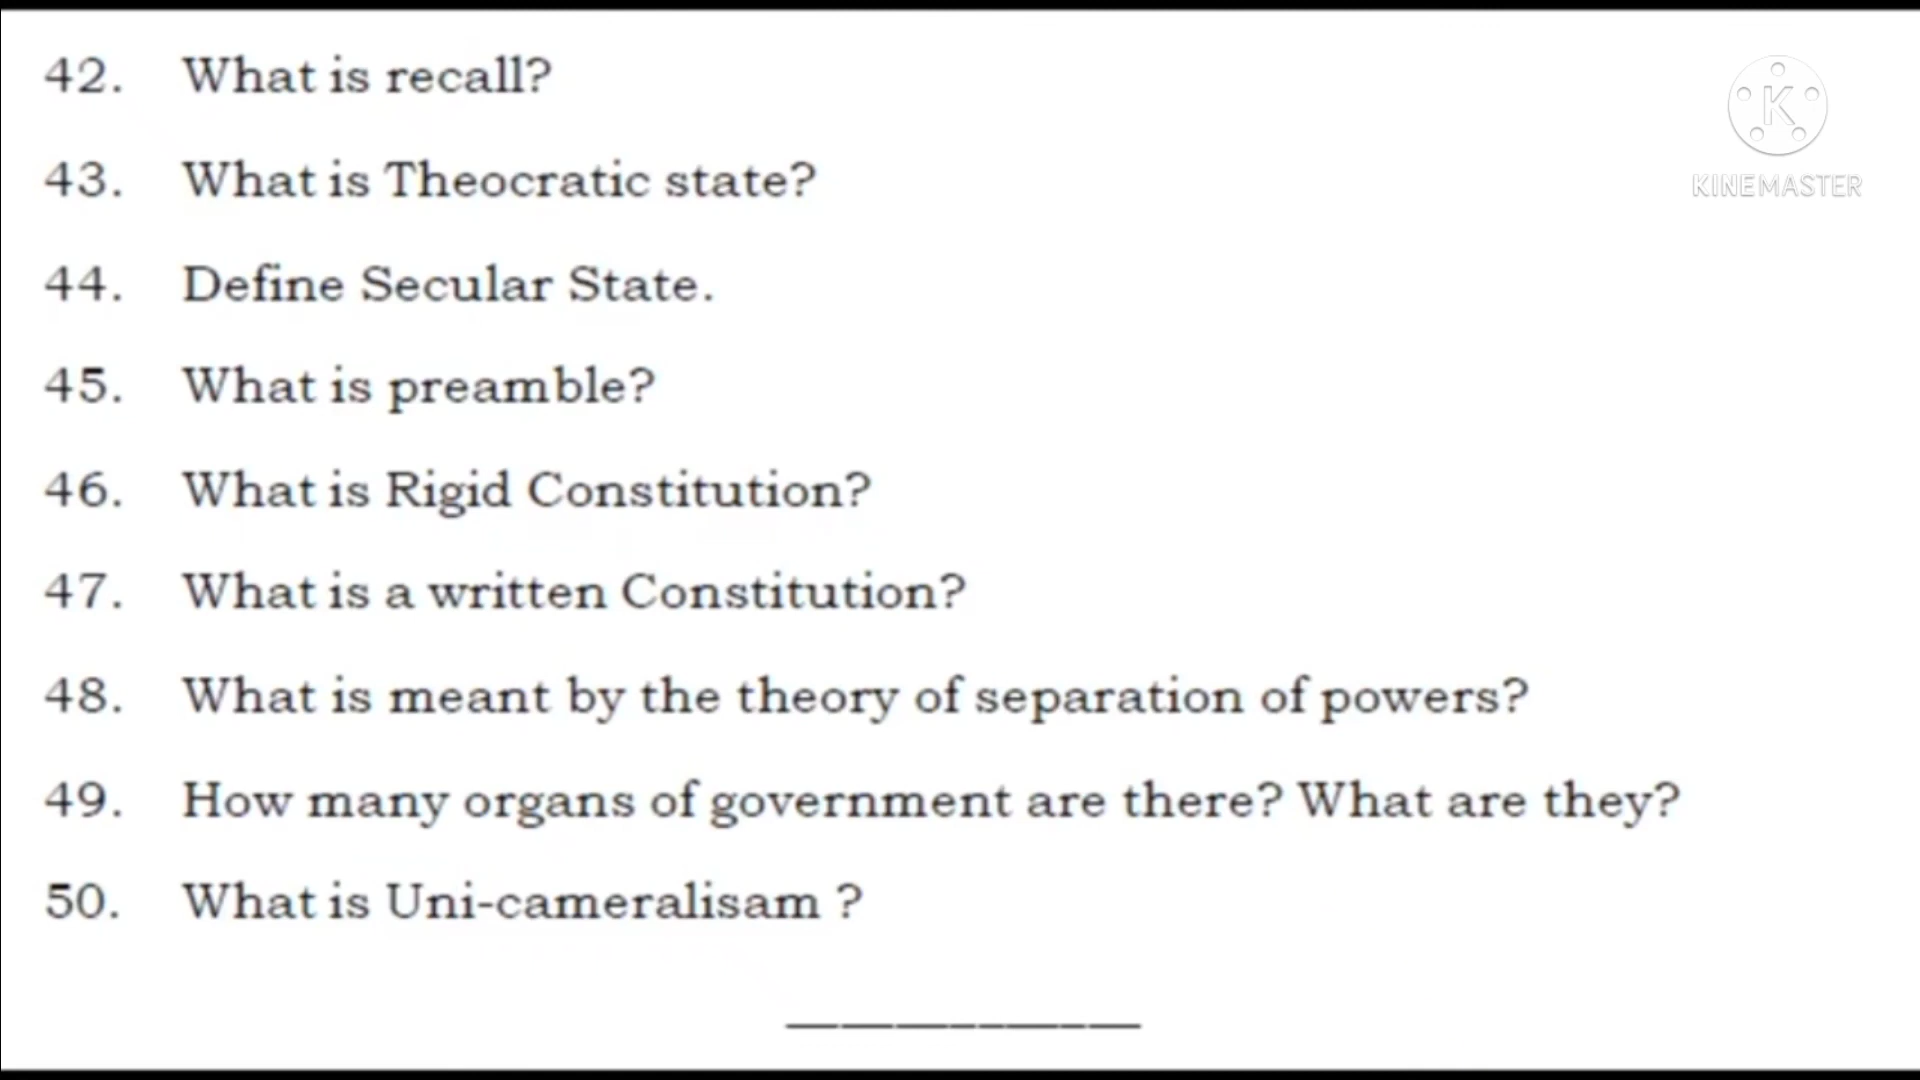 42. What is recall?
43. What is Theocratic state?
44. Define Secular State.
45. What is preamble?
46. What is Rigid Constitution?
47. What is a written Constitution?
48. What is meant by the theory of separation of powers?
49. How many organs of government are there? What are they?
50. What is Uni-cameralisam ?
K
KINEMASTER